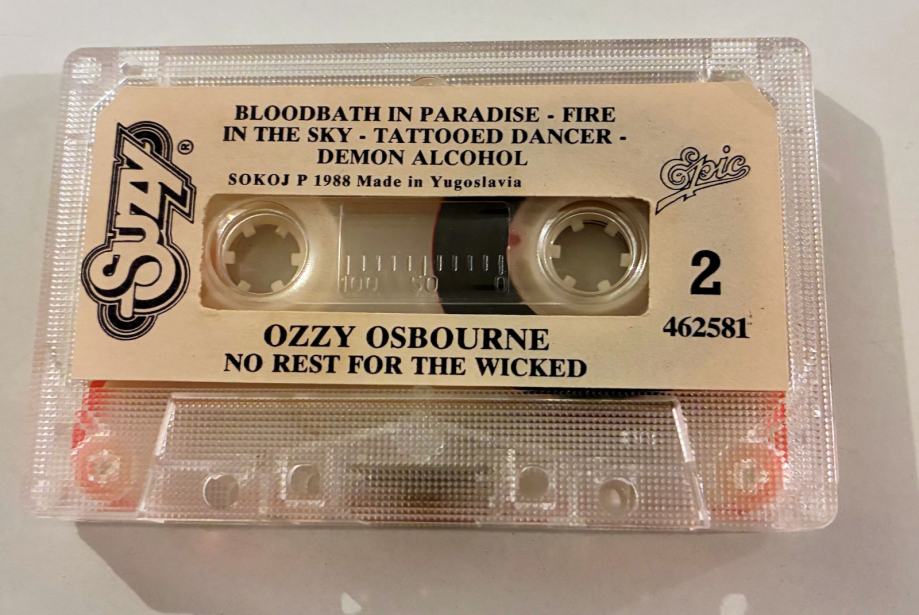 BLOODBATH IN PARADISE - FIRE
IN THE SKY - TATTOOED DANCER -
DEMON ALCOHOL
SOKOJ P 1988 Made in Yugoslavia
SUZY ®
Epic
100 50 0
2
462581
OZZY OSBOURNE
NO REST FOR THE WICKED